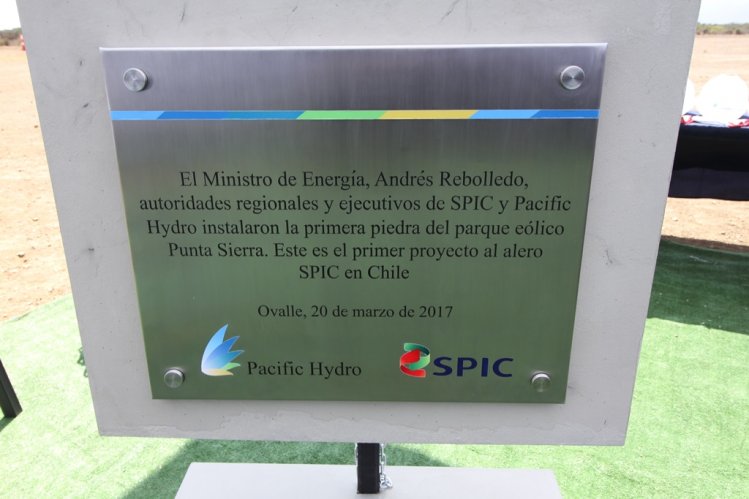 El Ministro de Energía, Andrés Rebolledo,
autoridades regionales y ejecutivos de SPIC y Pacific
Hydro instalaron la primera piedra del parque eólico
Punta Sierra. Este es el primer proyecto al alero
SPIC en Chile
Ovalle, 20 de marzo de 2017
Pacific Hydro
SPIC